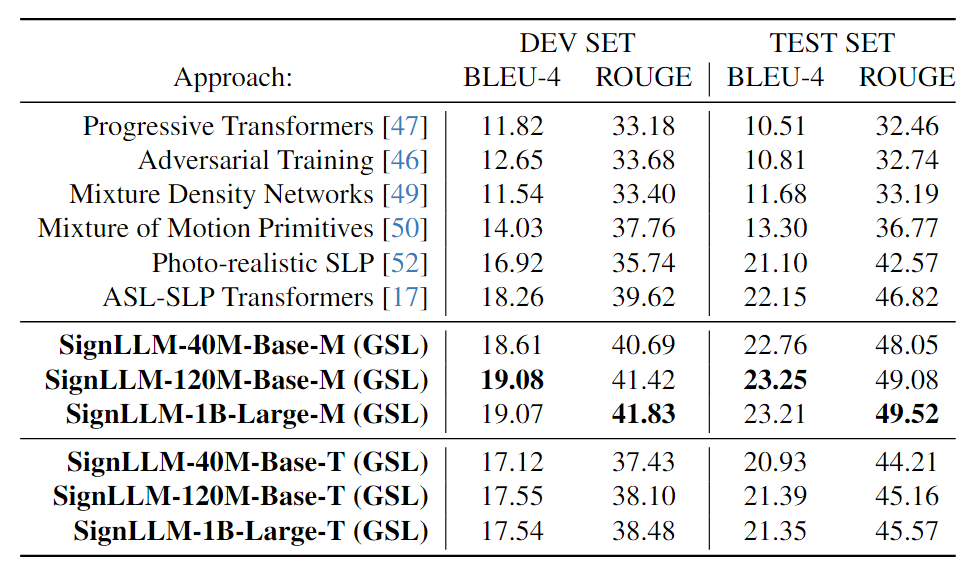 DEV SET TEST SET
Approach: BLEU-4 ROUGE BLEU-4 ROUGE
Progressive Transformers [47] 11.82 33.18 10.51 32.46
Adversarial Training [46] 12.65 33.68 10.81 32.74
Mixture Density Networks [49] 11.54 33.40 11.68 33.19
Mixture of Motion Primitives [50] 14.03 37.76 13.30 36.77
Photo-realistic SLP [52] 16.92 35.74 21.10 42.57
ASL-SLP Transformers [17] 18.26 39.62 22.15 46.82
SignLLM-40M-Base-M (GSL) 18.61 40.69 22.76 48.05
SignLLM-120M-Base-M (GSL) 19.08 41.42 23.25 49.08
SignLLM-1B-Large-M (GSL) 19.07 41.83 23.21 49.52
SignLLM-40M-Base-T (GSL) 17.12 37.43 20.93 44.21
SignLLM-120M-Base-T (GSL) 17.55 38.10 21.39 45.16
SignLLM-1B-Large-T (GSL) 17.54 38.48 21.35 45.57